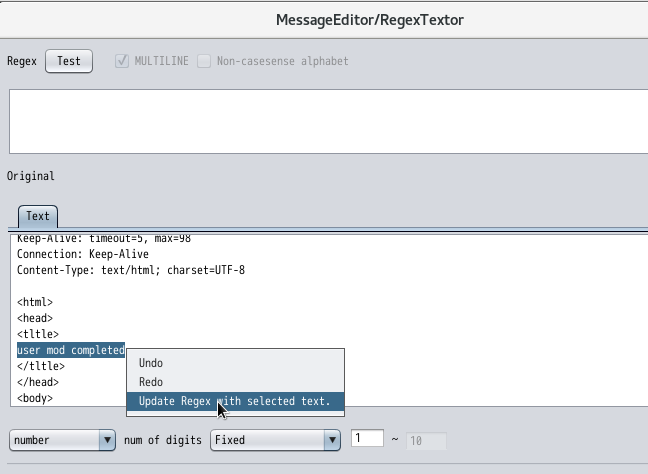 MessageEditor/RegexTextor
Regex Test MULTILINE Non-casesense alphabet
Original
Text
Keep-Alive: timeout=5, max=98
Connection: Keep-Alive
Content-Type: text/html; charset=UTF-8
<html>
<head>
<tltle>
user mod completed
</tltle>
</head>
<body>
Undo
Redo
Update Regex with selected text.
number num of digits Fixed 1 ~ 10